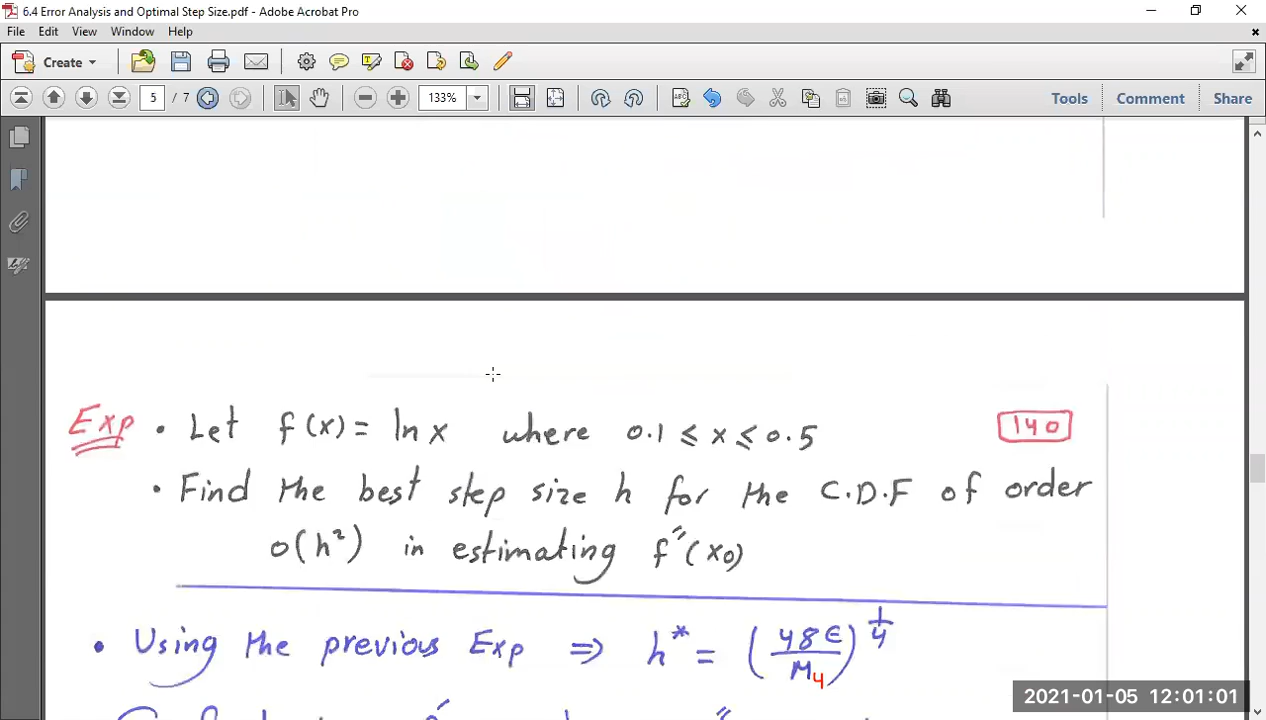 6.4 Error Analysis and Optimal Step Size.pdf - Adobe Acrobat Pro
File Edit View Window Help
Create
5 / 7 133% Tools Comment Share
Exp • Let f(x) = ln x where 0.1 ≤ x ≤ 0.5 140
• Find the best step size h for the C.D.F of order
O(h²) in estimating f″(x₀)
• Using the previous Exp ⇒ h* = (48ϵ/M₄)^(1/4)
2021-01-05 12:01:01